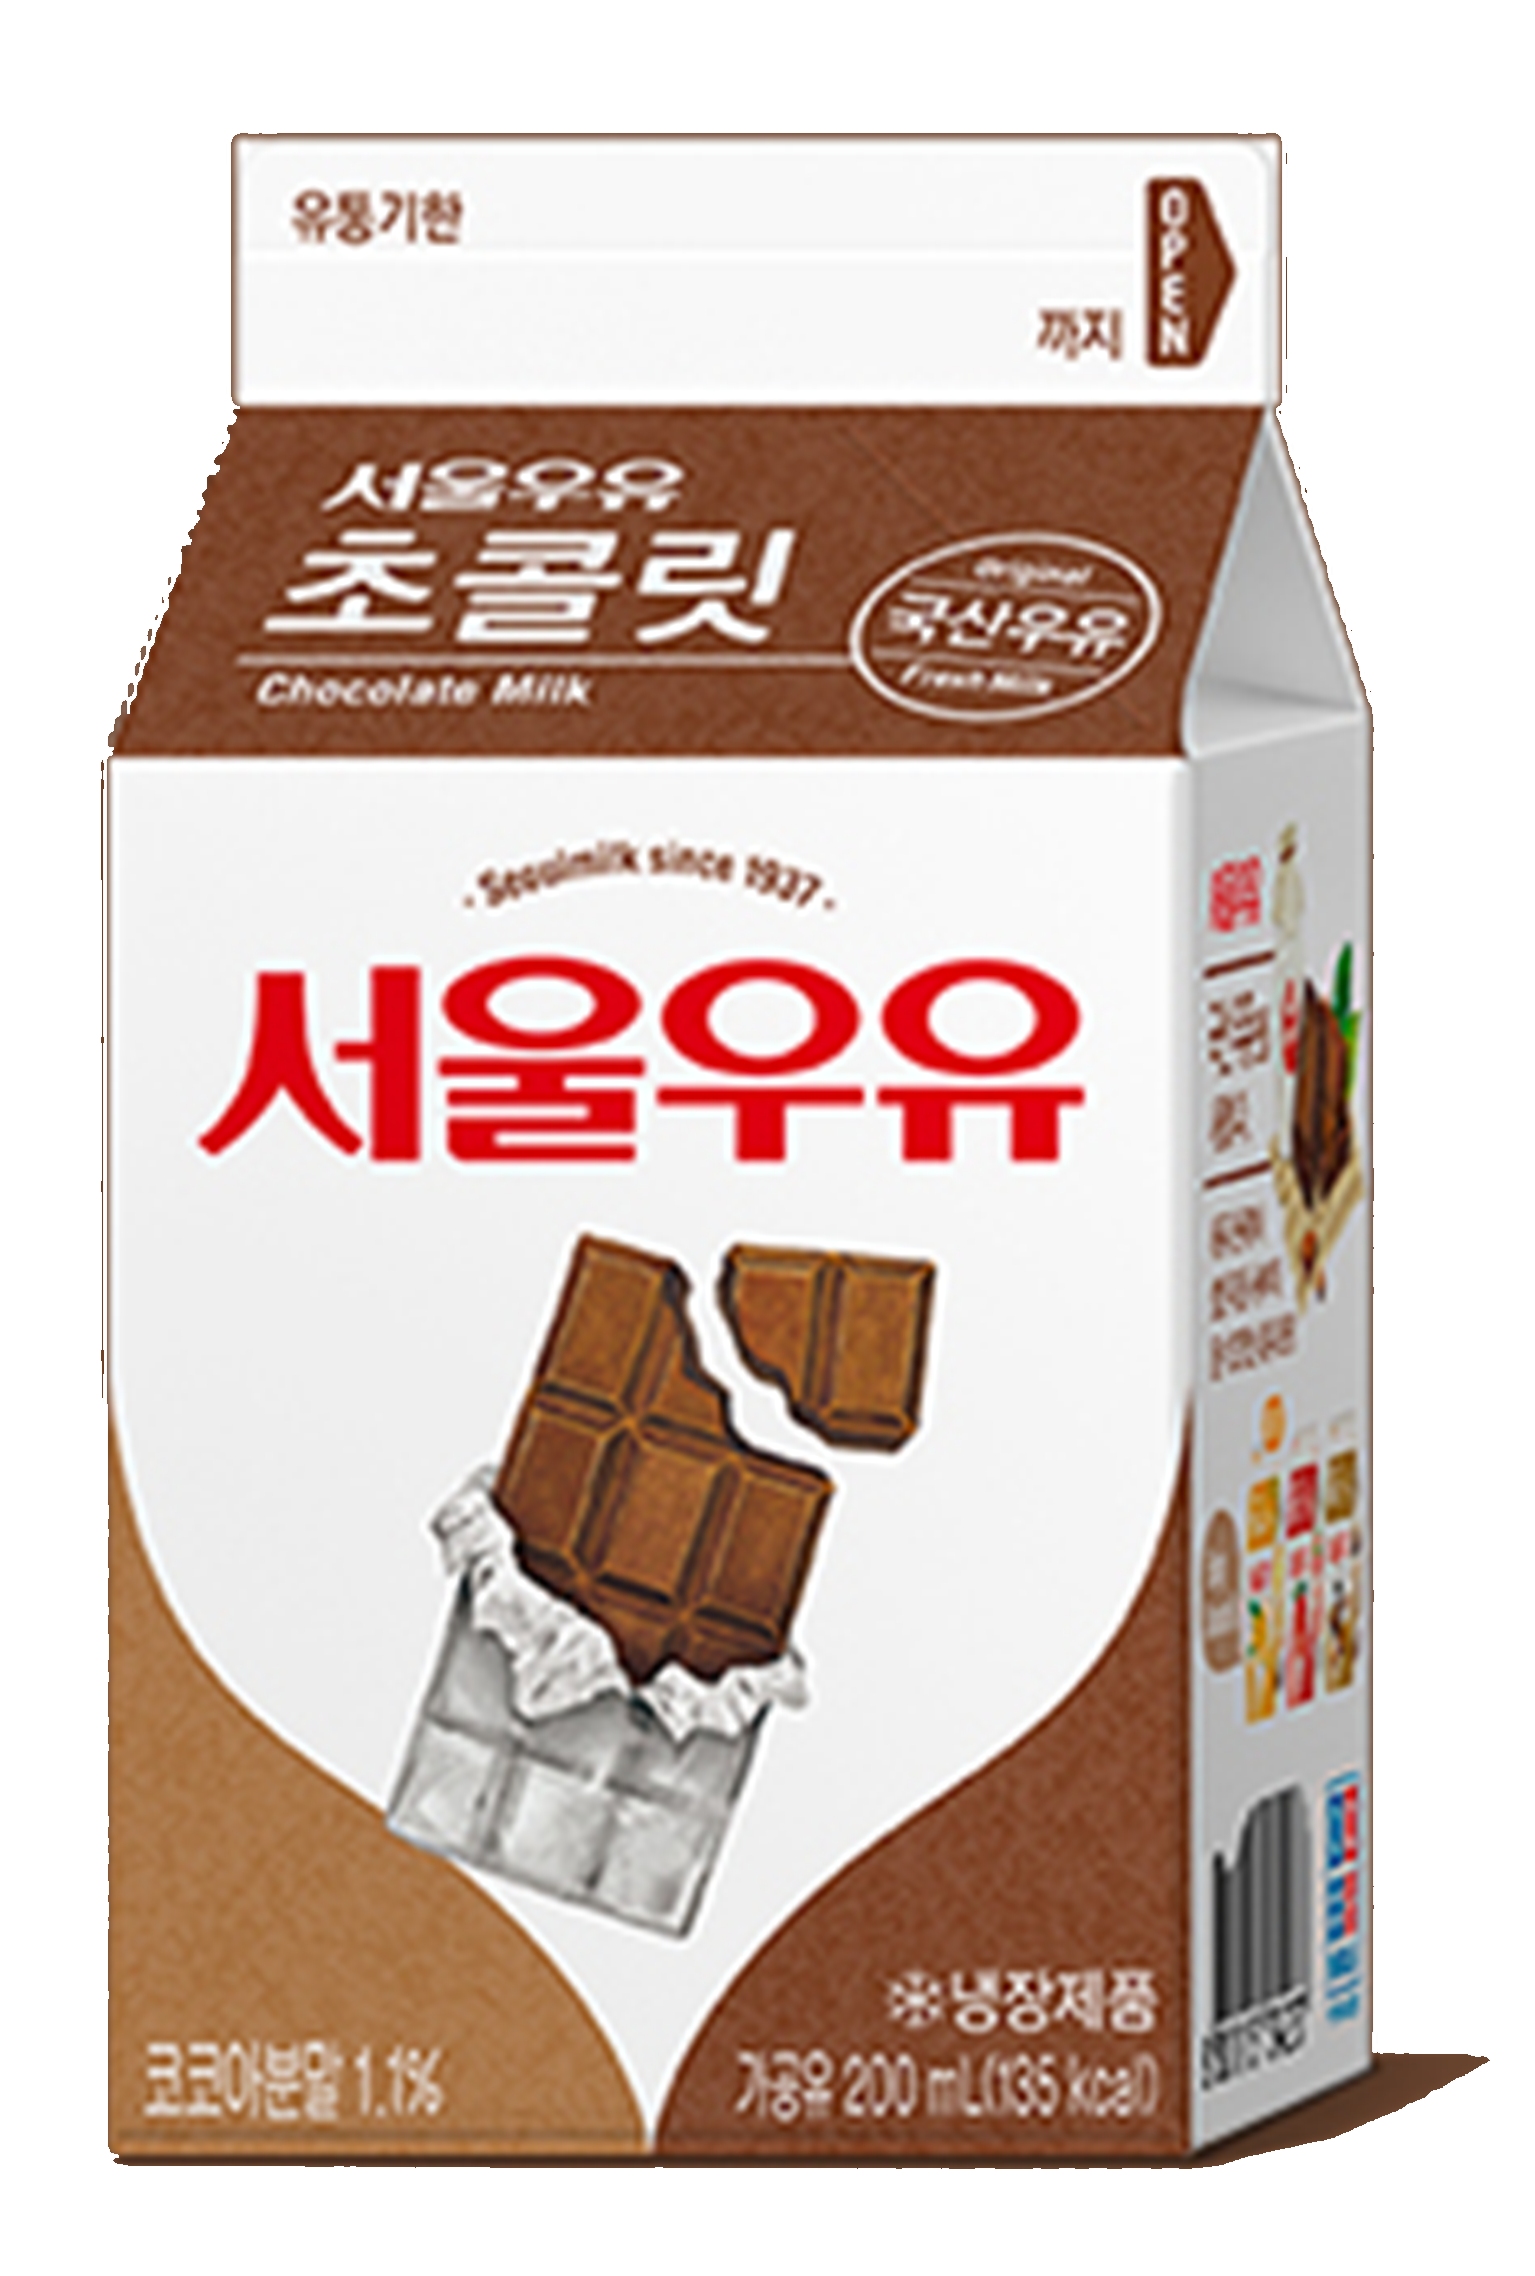 유통기한
까지
OPEN
서울우유
초콜릿
Chocolate Milk
Original
국산우유
Fresh Milk
· Seoulmilk since 1937 ·
서울우유
냉장제품
코코아분말 1.1%
가공유 200 mL(135 kcal)